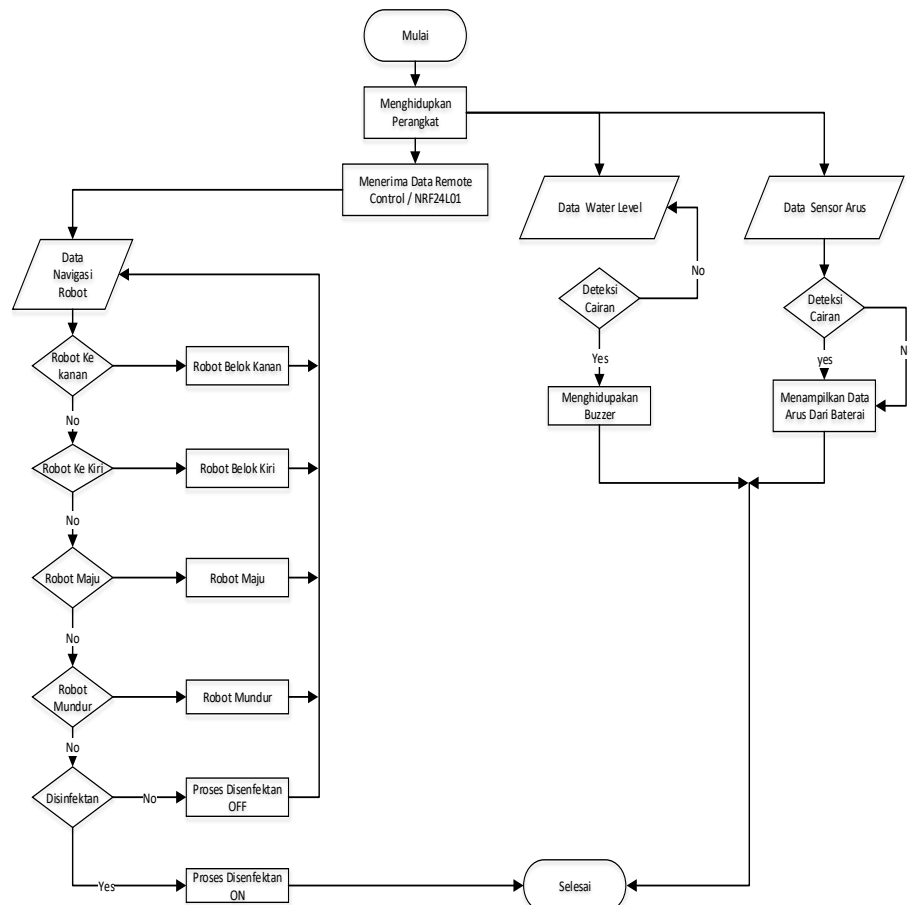 Mulai
Menghidupkan
Perangkat
Menerima Data Remote
Control / NRF24L01
Data Water Level
Data Sensor Arus
Data
Navigasi
Robot
No
Deteksi
Cairan
Deteksi
Cairan
N
Robot Ke
kanan
Robot Belok Kanan
Yes
yes
Menghidupakan
Buzzer
Menampilkan Data
Arus Dari Baterai
No
Robot Ke Kiri
Robot Belok Kiri
No
Robot Maju
Robot Maju
No
Robot
Mundur
Robot Mundur
No
Disinfektan
No
Proses Disenfektan
OFF
Yes
Proses Disenfektan
ON
Selesai